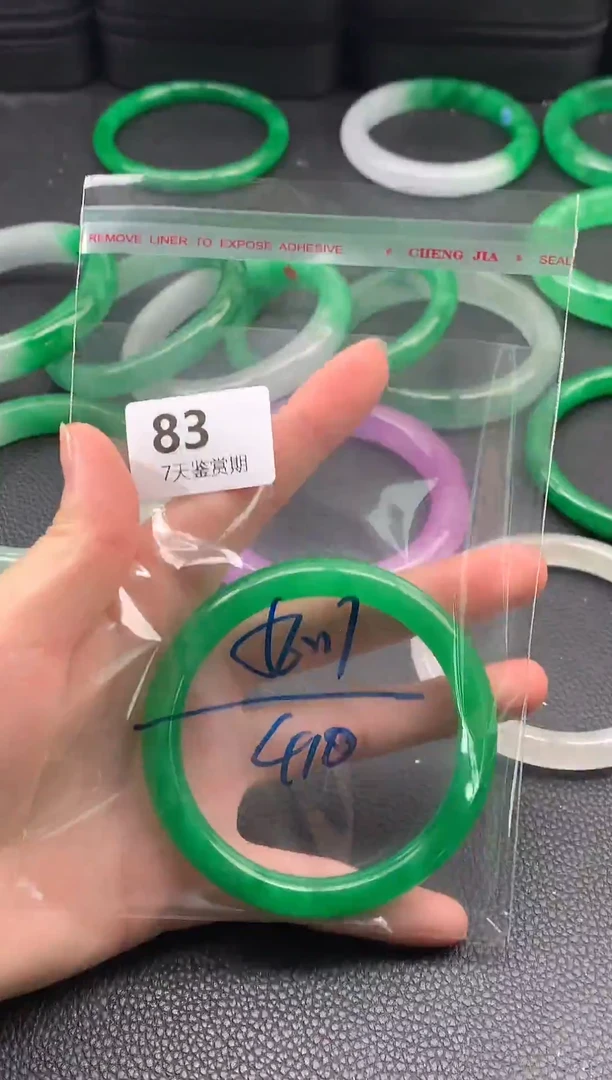 REMOVE LINER TO EXPOSE ADHESIVE CHENG JIA SEAL
83
7天鉴赏期
410